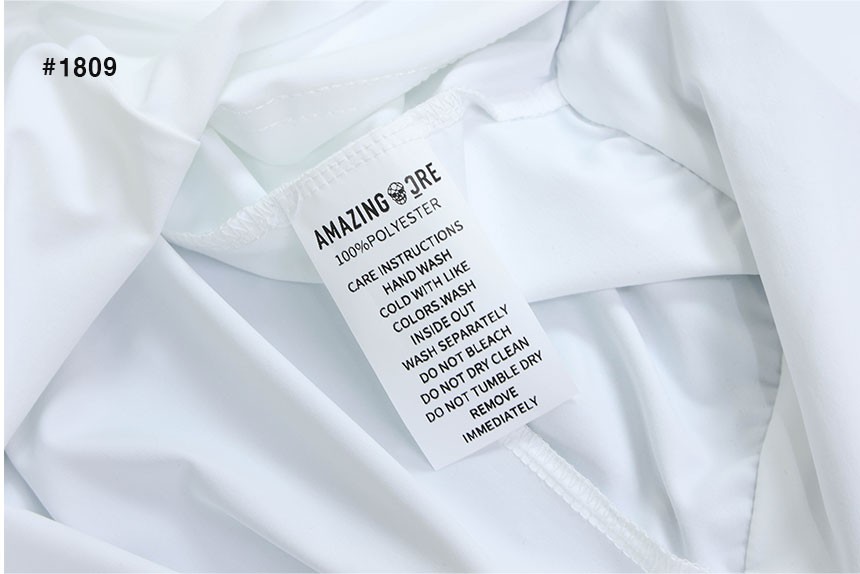 #1809
AMAZING CRE
100%POLYESTER
CARE INSTRUCTIONS
HAND WASH
COLD WITH LIKE
COLORS.WASH
INSIDE OUT
WASH SEPARATELY
DO NOT BLEACH
DO NOT DRY CLEAN
DO NOT TUMBLE DRY
REMOVE
IMMEDIATELY